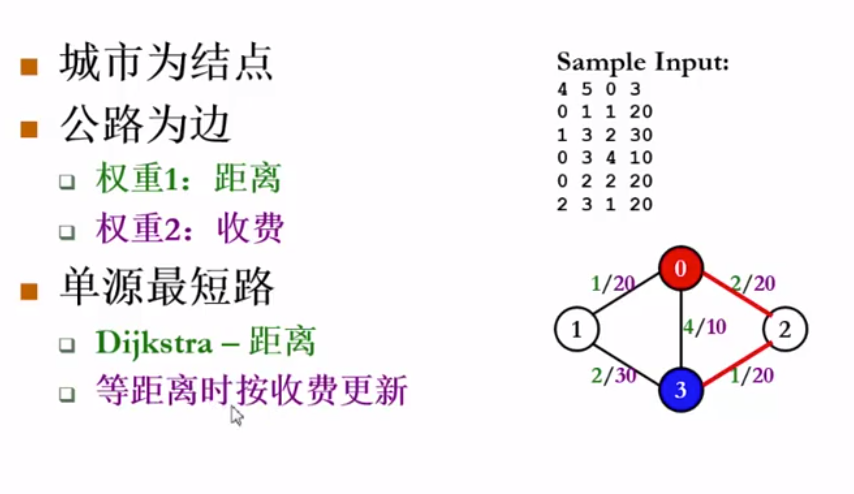 城市为结点
公路为边
权重1：距离
权重2：收费
单源最短路
Dijkstra – 距离
等距离时按收费更新
Sample Input:
4 5 0 3
0 1 1 20
1 3 2 30
0 3 4 10
0 2 2 20
2 3 1 20
0
1/20
2/20
1
4/10
2
2/30
1/20
3